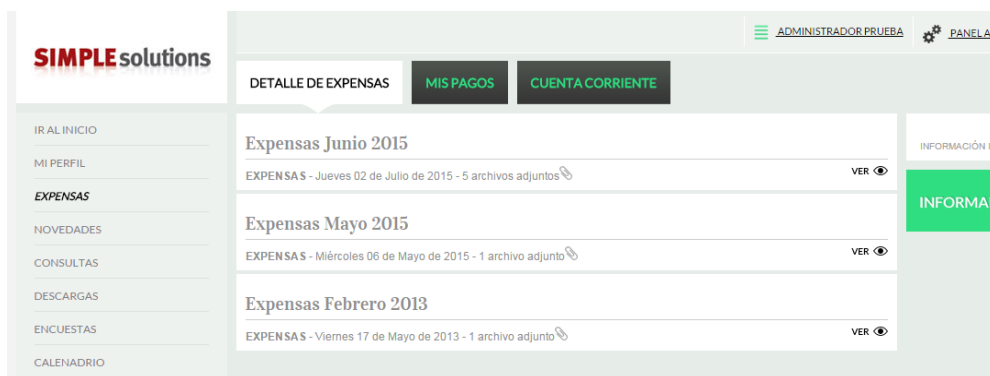 SIMPLEsolutions
ADMINISTRADOR PRUEBA
PANEL A
DETALLE DE EXPENSAS
MIS PAGOS
CUENTA CORRIENTE
IR AL INICIO
MI PERFIL
EXPENSAS
NOVEDADES
CONSULTAS
DESCARGAS
ENCUESTAS
CALENADRIO
Expensas Junio 2015
EXPENSAS - Jueves 02 de Julio de 2015 - 5 archivos adjuntos
VER
Expensas Mayo 2015
EXPENSAS - Miércoles 06 de Mayo de 2015 - 1 archivo adjunto
VER
Expensas Febrero 2013
EXPENSAS - Viernes 17 de Mayo de 2013 - 1 archivo adjunto
VER
INFORMACIÓN
INFORMA